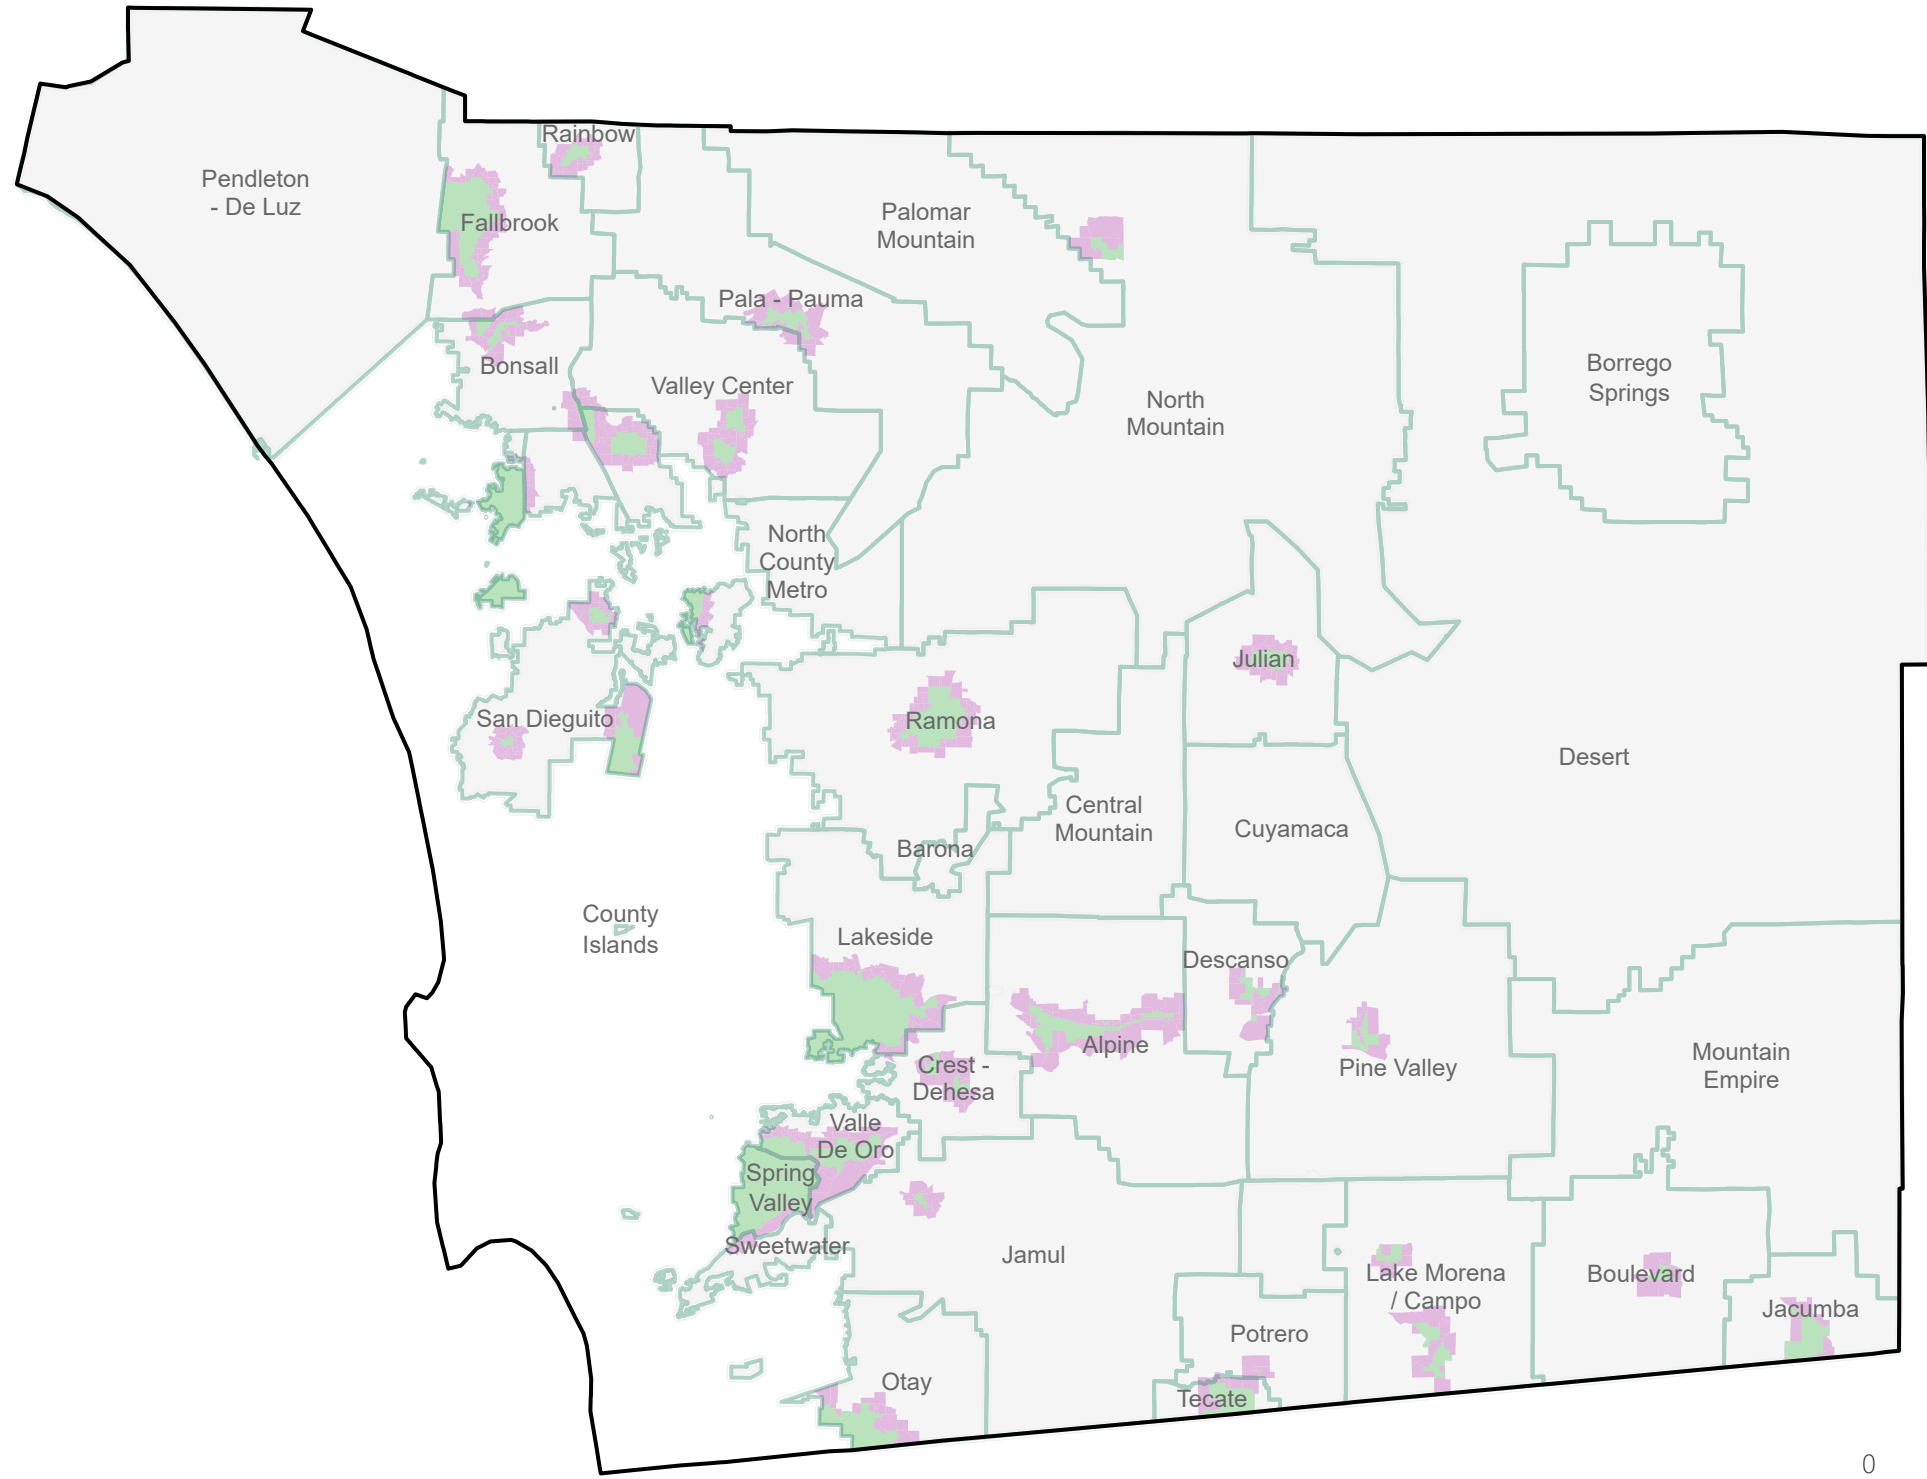 Rainbow
Pendleton
- De Luz
Fallbrook
Palomar
Mountain
Pala - Pauma
Bonsall
Valley Center
North
Mountain
Borrego
Springs
North
County
Metro
Julian
San Dieguito
Ramona
Desert
Central
Mountain
Cuyamaca
Barona
County
Islands
Lakeside
Descanso
Alpine
Crest -
Dehesa
Pine Valley
Mountain
Empire
Valle
De Oro
Spring
Valley
Sweetwater
Jamul
Lake Morena
/ Campo
Boulevard
Jacumba
Potrero
Otay
Tecate
0